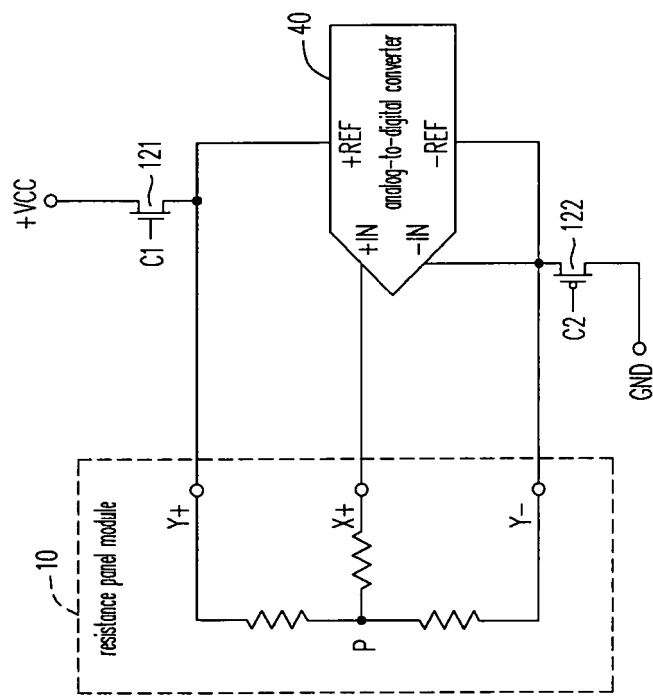 +VCC
C1
121
40
+REF
-REF
analog-to-digital converter
+IN
-IN
122
C2
GND
10
resistance panel module
Y+
X+
Y-
P